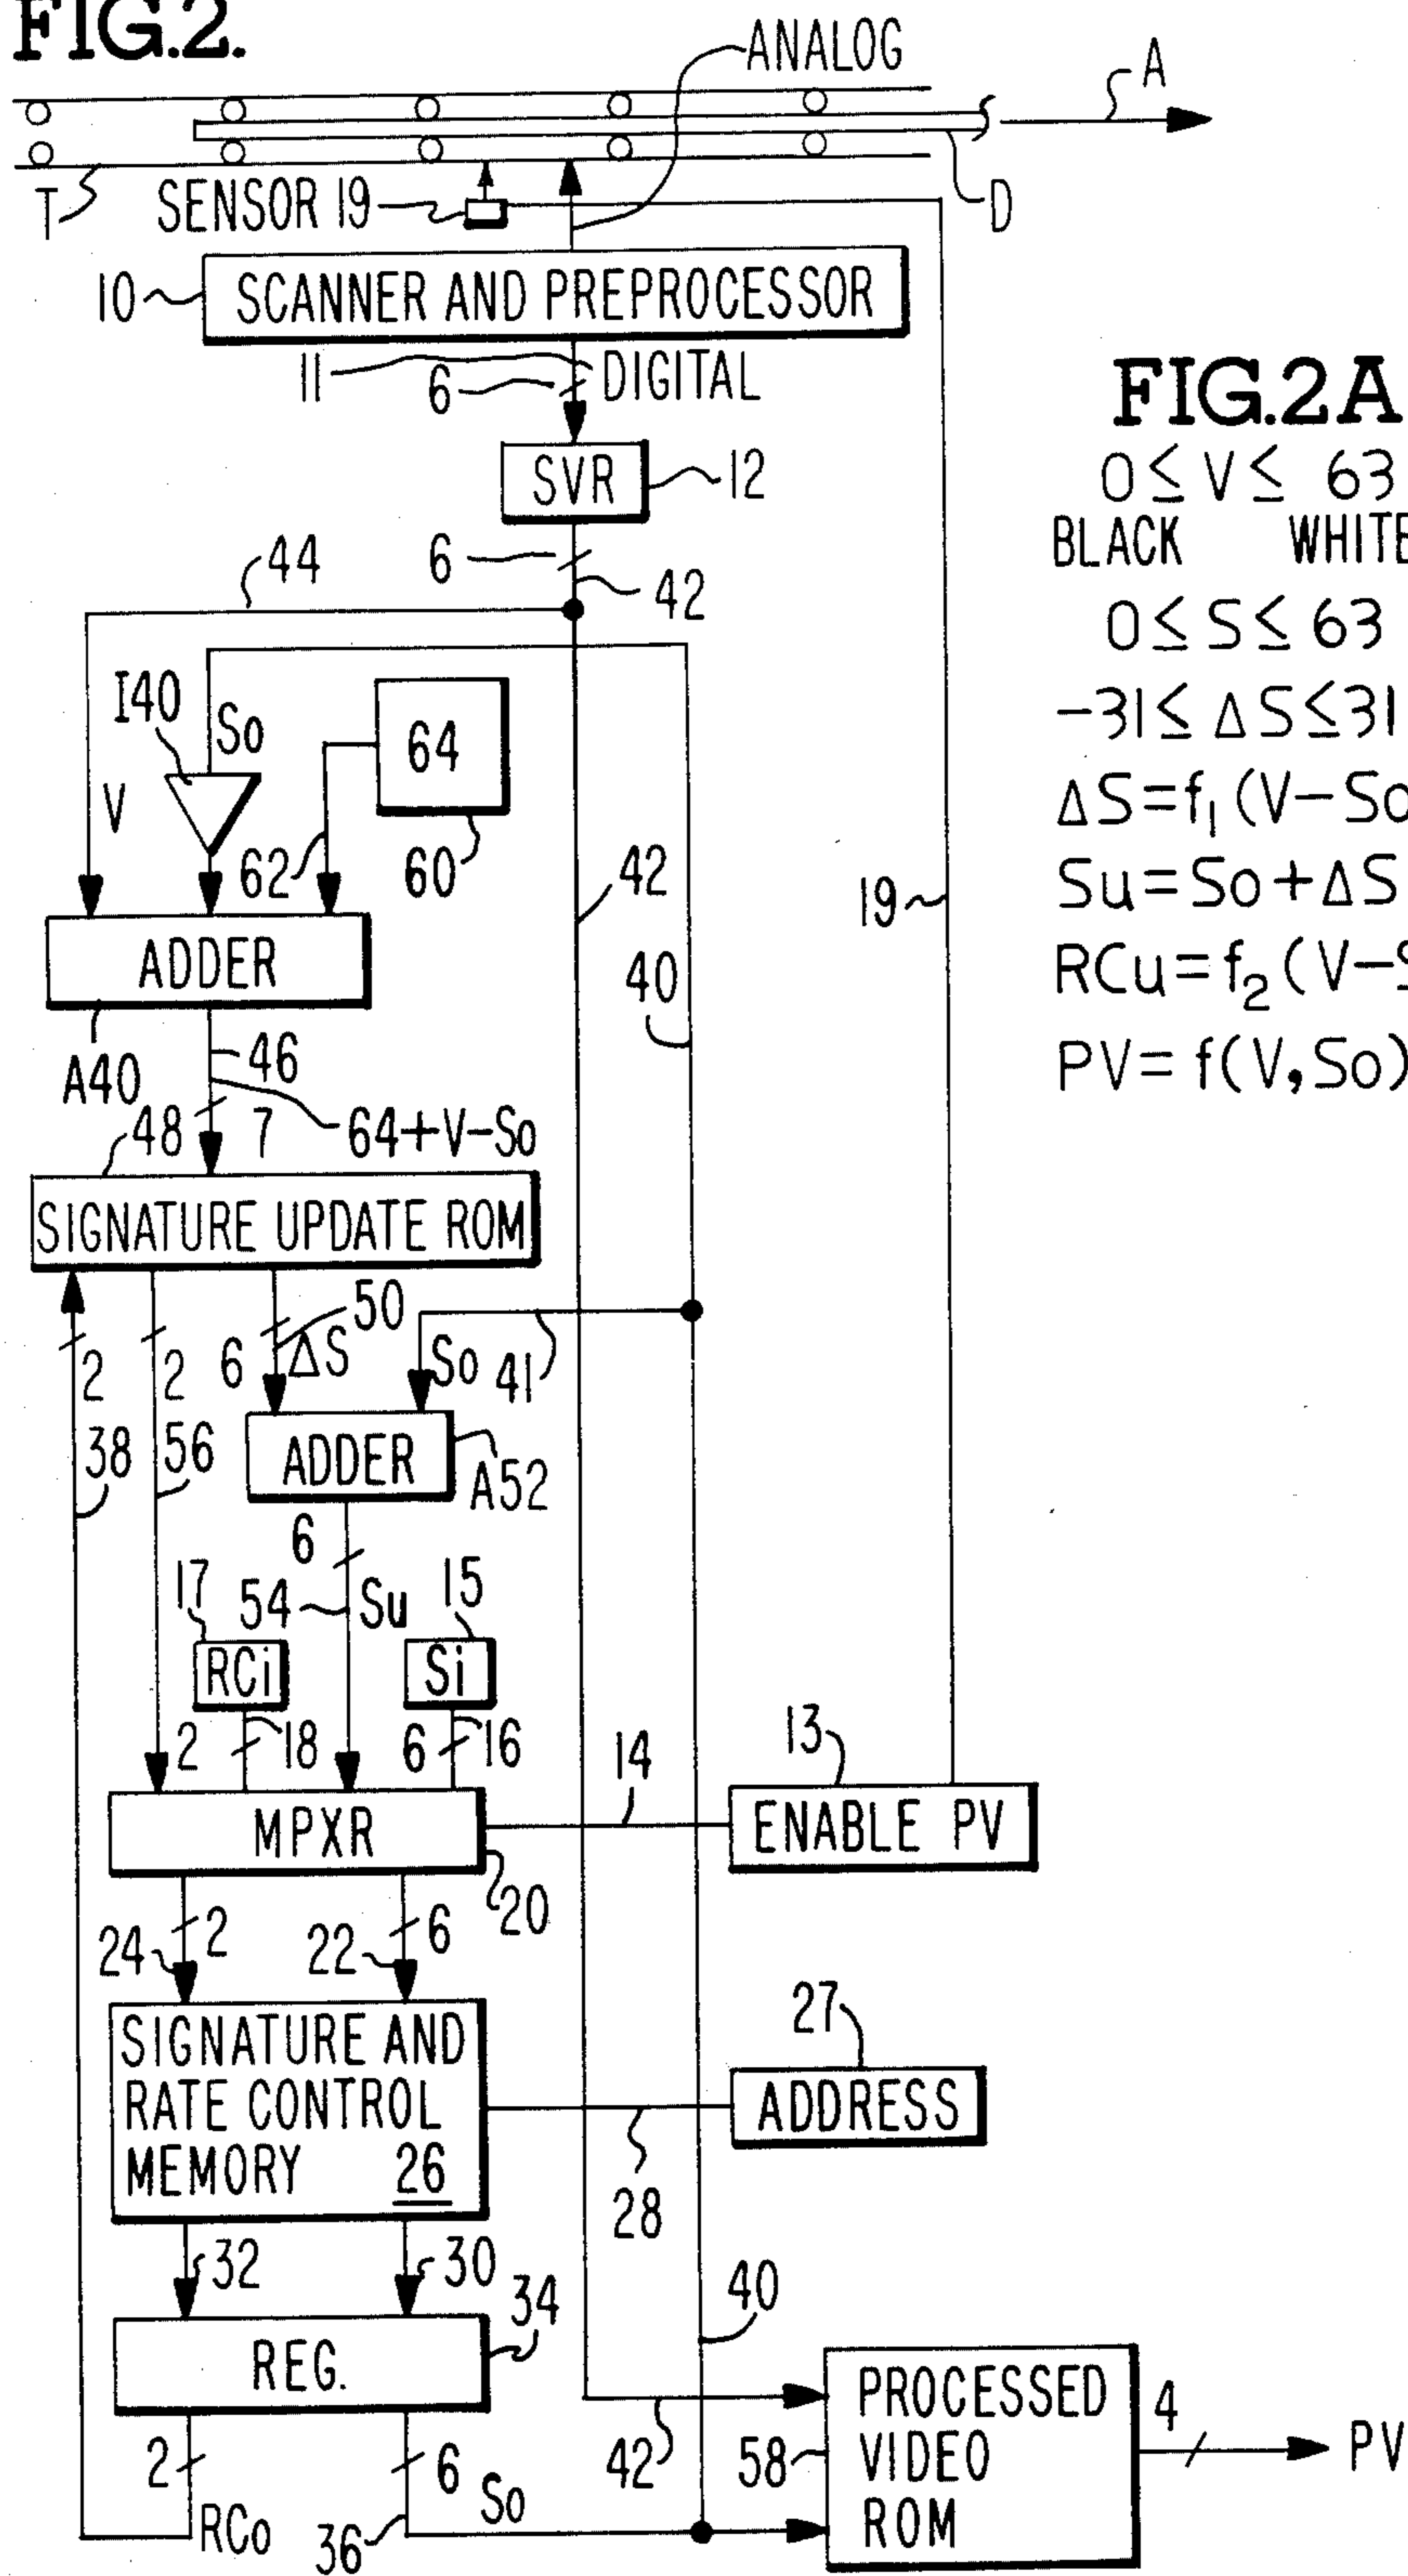 FIG.2.
ANALOG
A
T
SENSOR 19
D
10
SCANNER AND PREPROCESSOR
11
6
DIGITAL
FIG.2A
0 ≤ V ≤ 63
BLACK WHITE
0 ≤ S ≤ 63
-31 ≤ ΔS ≤ 31
ΔS = f1 (V-So
Su = So + ΔS
RCu = f2 (V-S
PV = f(V, So)
SVR
12
6
42
44
I40
So
64
V
62
60
42
19
ADDER
40
A40
46
48
7
64+V-So
SIGNATURE UPDATE ROM
50
2
2
6
ΔS
So
41
38
56
ADDER
A52
6
17
54
Su
15
RCi
Si
2
18
6
16
14
13
MPXR
ENABLE PV
20
2
6
24
22
27
SIGNATURE AND
RATE CONTROL
MEMORY 26
ADDRESS
28
32
30
34
40
REG.
PROCESSED
VIDEO
ROM
4
PV
42
58
2
6
So
RCo
36